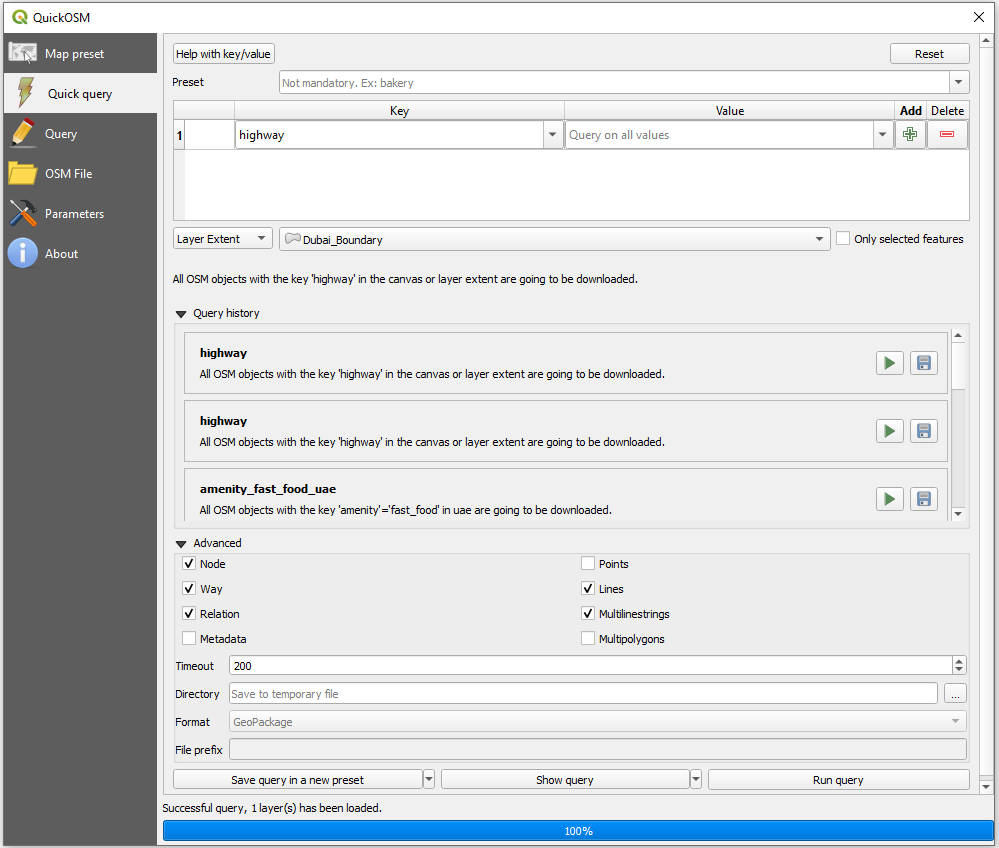 QuickOSM
Map preset
Quick query
Query
OSM File
Parameters
About
Help with key/value
Reset
Preset
Not mandatory. Ex: bakery
Key Value Add Delete
1 highway Query on all values
Layer Extent Dubai_Boundary Only selected features
All OSM objects with the key 'highway' in the canvas or layer extent are going to be downloaded.
Query history
highway
All OSM objects with the key 'highway' in the canvas or layer extent are going to be downloaded.
highway
All OSM objects with the key 'highway' in the canvas or layer extent are going to be downloaded.
amenity_fast_food_uae
All OSM objects with the key 'amenity'='fast_food' in uae are going to be downloaded.
Advanced
Node Points
Way Lines
Relation Multilinestrings
Metadata Multipolygons
Timeout 200
Directory Save to temporary file ...
Format GeoPackage
File prefix
Save query in a new preset Show query Run query
Successful query, 1 layer(s) has been loaded.
100%